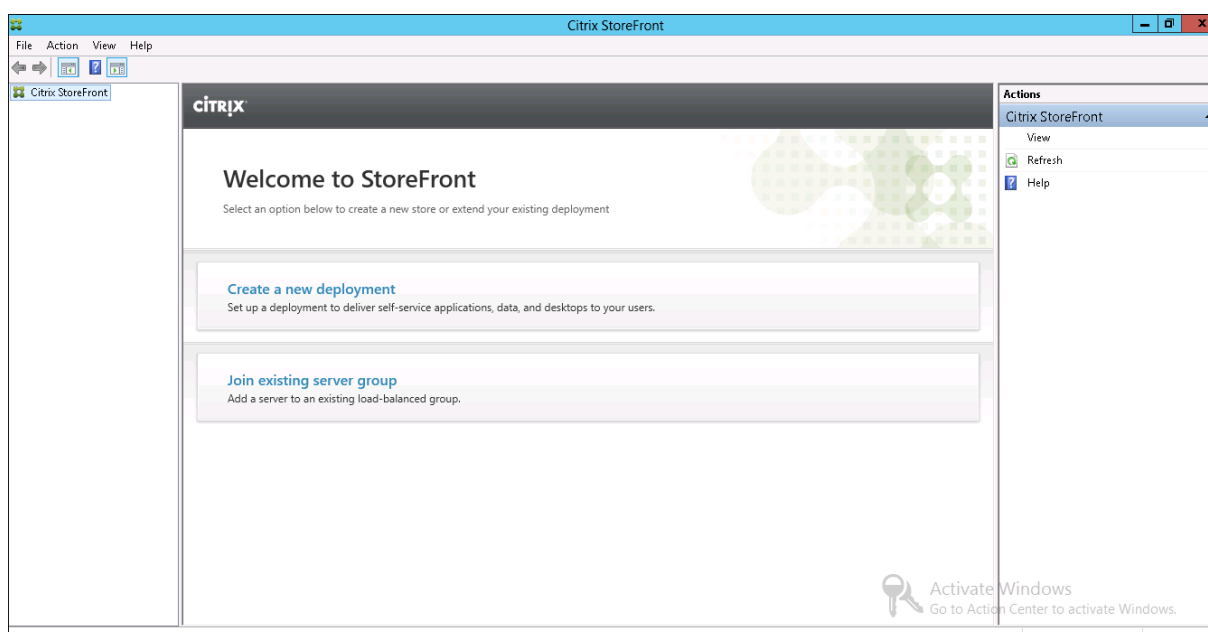 Citrix StoreFront
File Action View Help
Citrix StoreFront
CİTRIX
Welcome to StoreFront
Select an option below to create a new store or extend your existing deployment
Create a new deployment
Set up a deployment to deliver self-service applications, data, and desktops to your users.
Join existing server group
Add a server to an existing load-balanced group.
Actions
Citrix StoreFront
View
Refresh
Help
Activate Windows
Go to Action Center to activate Windows.